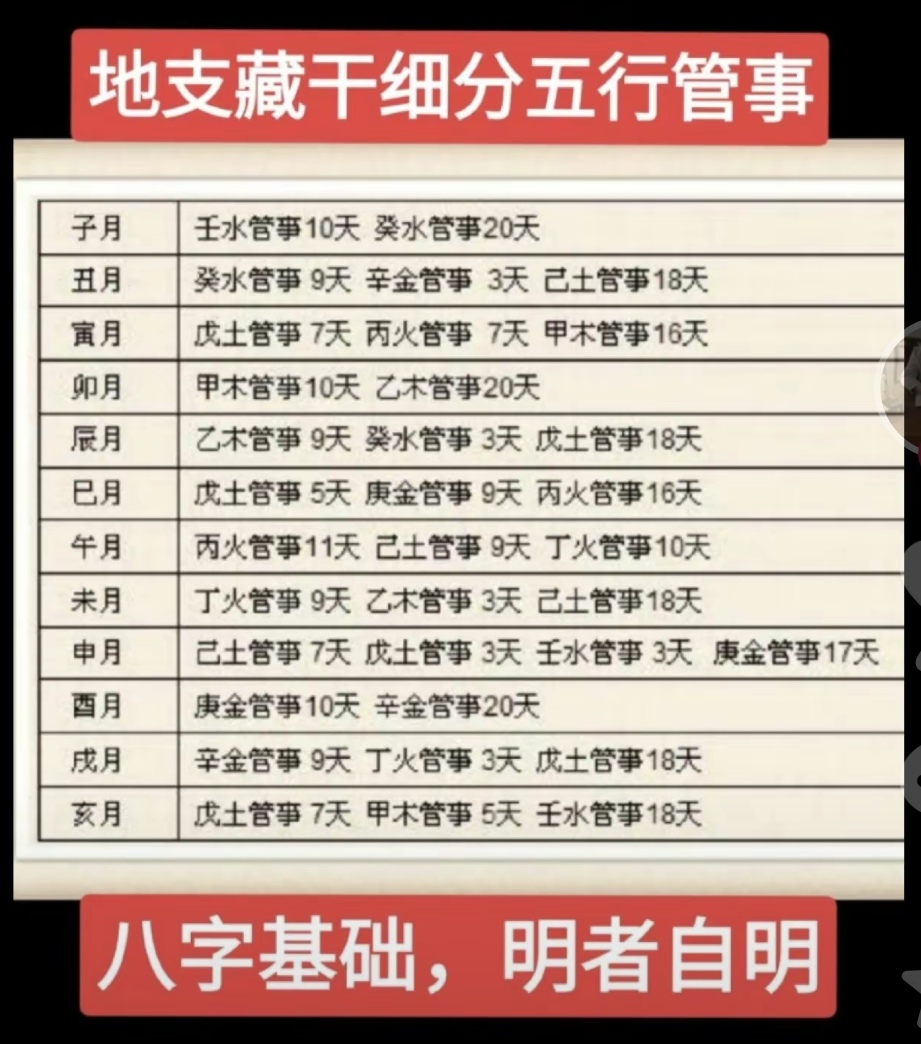 地支藏干细分五行管事
子月 壬水管事10天 癸水管事20天
丑月 癸水管事 9天 辛金管事 3天 己土管事18天
寅月 戊土管事 7天 丙火管事 7天 甲木管事16天
卯月 甲木管事10天 乙木管事20天
辰月 乙木管事 9天 癸水管事 3天 戊土管事18天
巳月 戊土管事 5天 庚金管事 9天 丙火管事16天
午月 丙火管事11天 己土管事 9天 丁火管事10天
未月 丁火管事 9天 乙木管事 3天 己土管事18天
申月 己土管事 7天 戊土管事 3天 壬水管事 3天 庚金管事17天
酉月 庚金管事10天 辛金管事20天
戌月 辛金管事 9天 丁火管事 3天 戊土管事18天
亥月 戊土管事 7天 甲木管事 5天 壬水管事18天
八字基础，明者自明